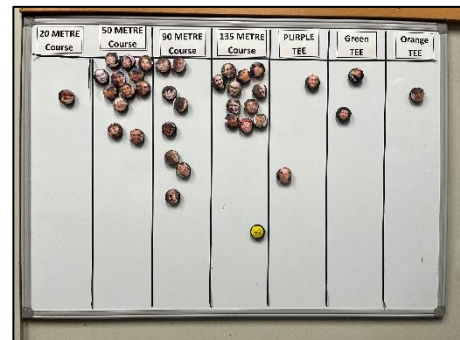 20 METRE
Course
50 METRE
Course
90 METRE
Course
135 METRE
Course
PURPLE
TEE
Green
TEE
Orange
TEE